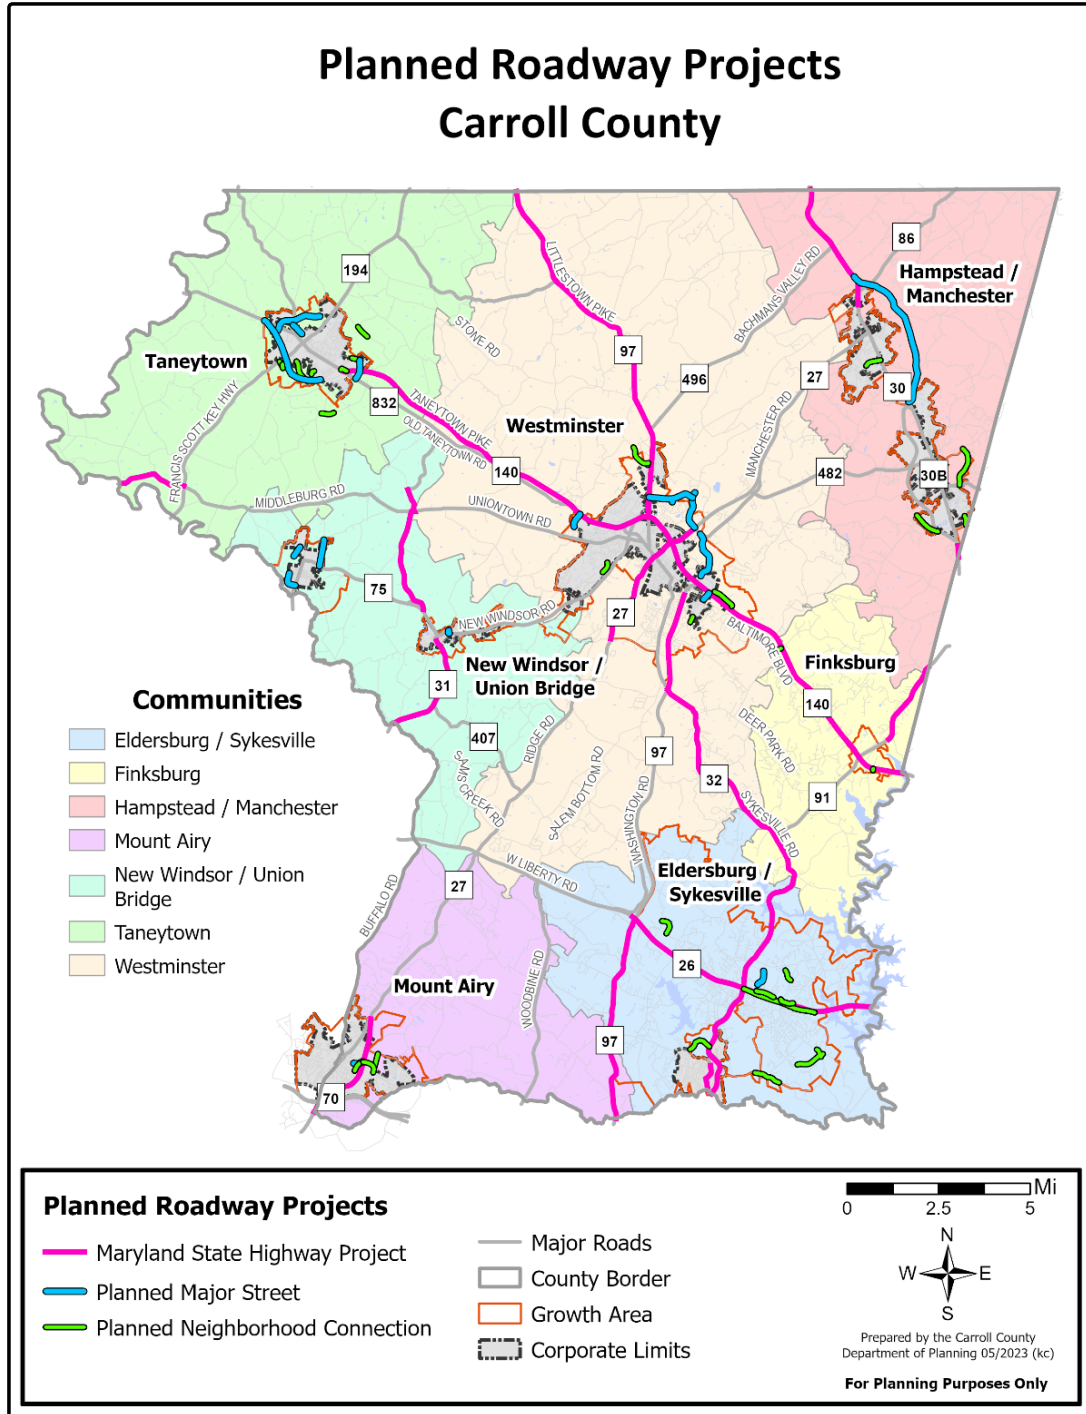 Planned Roadway Projects
Carroll County
86
194
Hampstead /
Manchester
BACHMANS VALLEY RD
LITTLESTOWN PIKE
STONE RD
97
Taneytown
496
27
30
832
FRANCIS SCOTT KEY HWY
TANEYTOWN PIKE
OLD TANEYTOWN RD
Westminster
MANCHESTER RD
140
482
30B
MIDDLEBURG RD
UNIONTOWN RD
75
NEW WINDSOR RD
27
BALTIMORE BLVD
Finksburg
New Windsor /
Union Bridge
31
140
407
RIDGE RD
SAMS CREEK RD
SALEM BOTTOM RD
97
WASHINGTON RD
32
DEER PARK RD
SYKESVILLE RD
91
Communities
Eldersburg / Sykesville
Finksburg
Hampstead / Manchester
Mount Airy
New Windsor / Union
Bridge
Taneytown
Westminster
W LIBERTY RD
Eldersburg /
Sykesville
BUFFALO RD
27
26
Mount Airy
WOODBINE RD
97
70
Planned Roadway Projects
Maryland State Highway Project
Planned Major Street
Planned Neighborhood Connection
Major Roads
County Border
Growth Area
Corporate Limits
Mi
0 2.5 5
N
W E
S
Prepared by the Carroll County
Department of Planning 05/2023 (kc)
For Planning Purposes Only